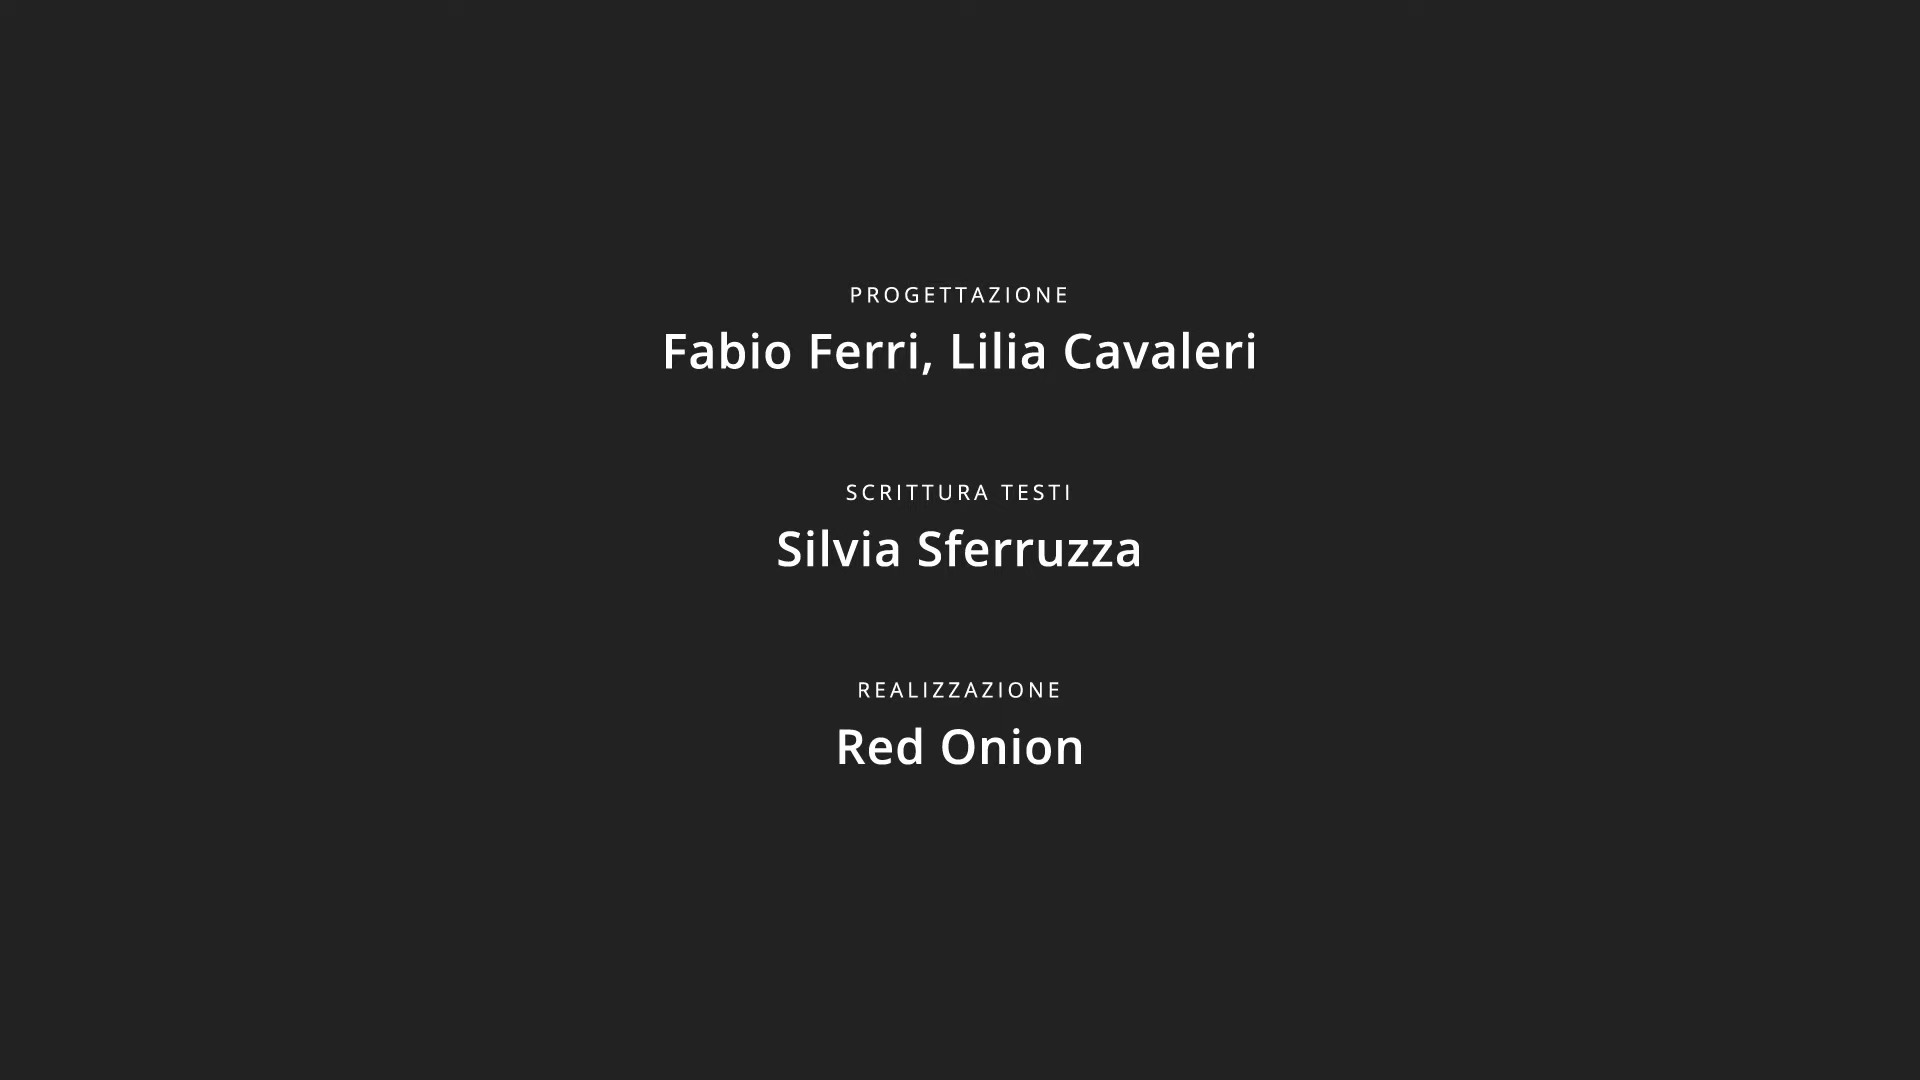 PROGETTAZIONE
Fabio Ferri, Lilia Cavaleri
SCRITTURA TESTI
Silvia Sferruzza
REALIZZAZIONE
Red Onion